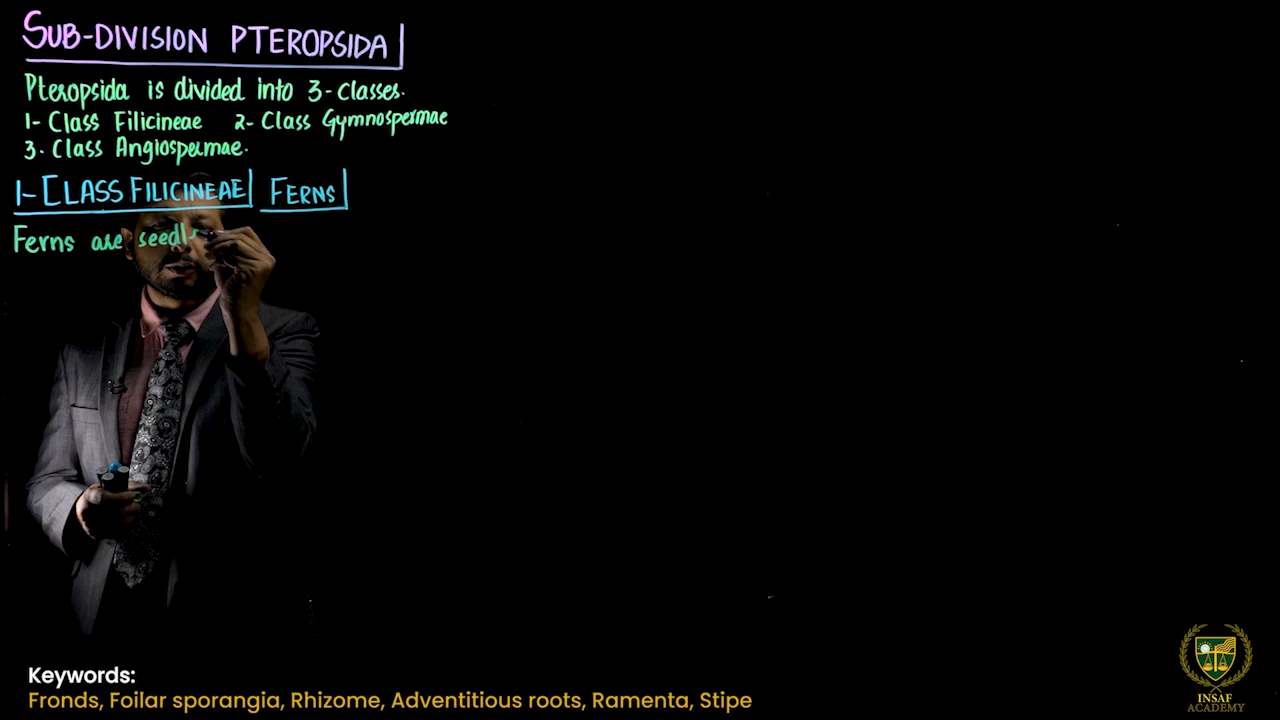 SUB-DIVISION PTEROPSIDA
Pteropsida is divided into 3-classes.
1- Class Filicineae 2- Class Gymnospermae
3. Class Angiospermae.
1- CLASS FILICINEAE FERNS
Ferns are seedls
Keywords:
Fronds, Foilar sporangia, Rhizome, Adventitious roots, Ramenta, Stipe
INSAF
ACADEMY